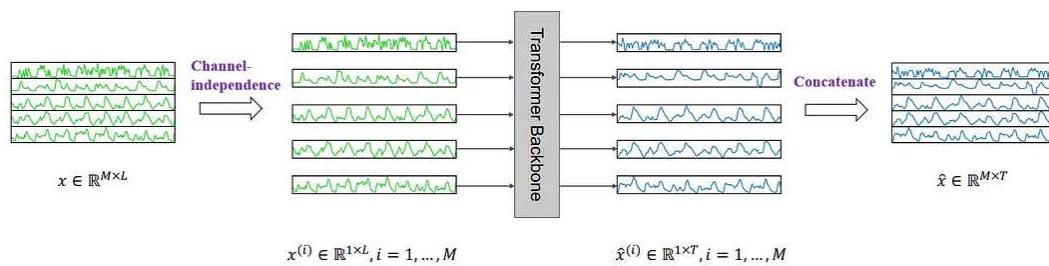 Channel-
independence
Transformer Backbone
Concatenate
x ∈ ℝ^{M×L}
x^{(i)} ∈ ℝ^{1×L}, i = 1, …, M
x̂^{(i)} ∈ ℝ^{1×T}, i = 1, …, M
x̂ ∈ ℝ^{M×T}